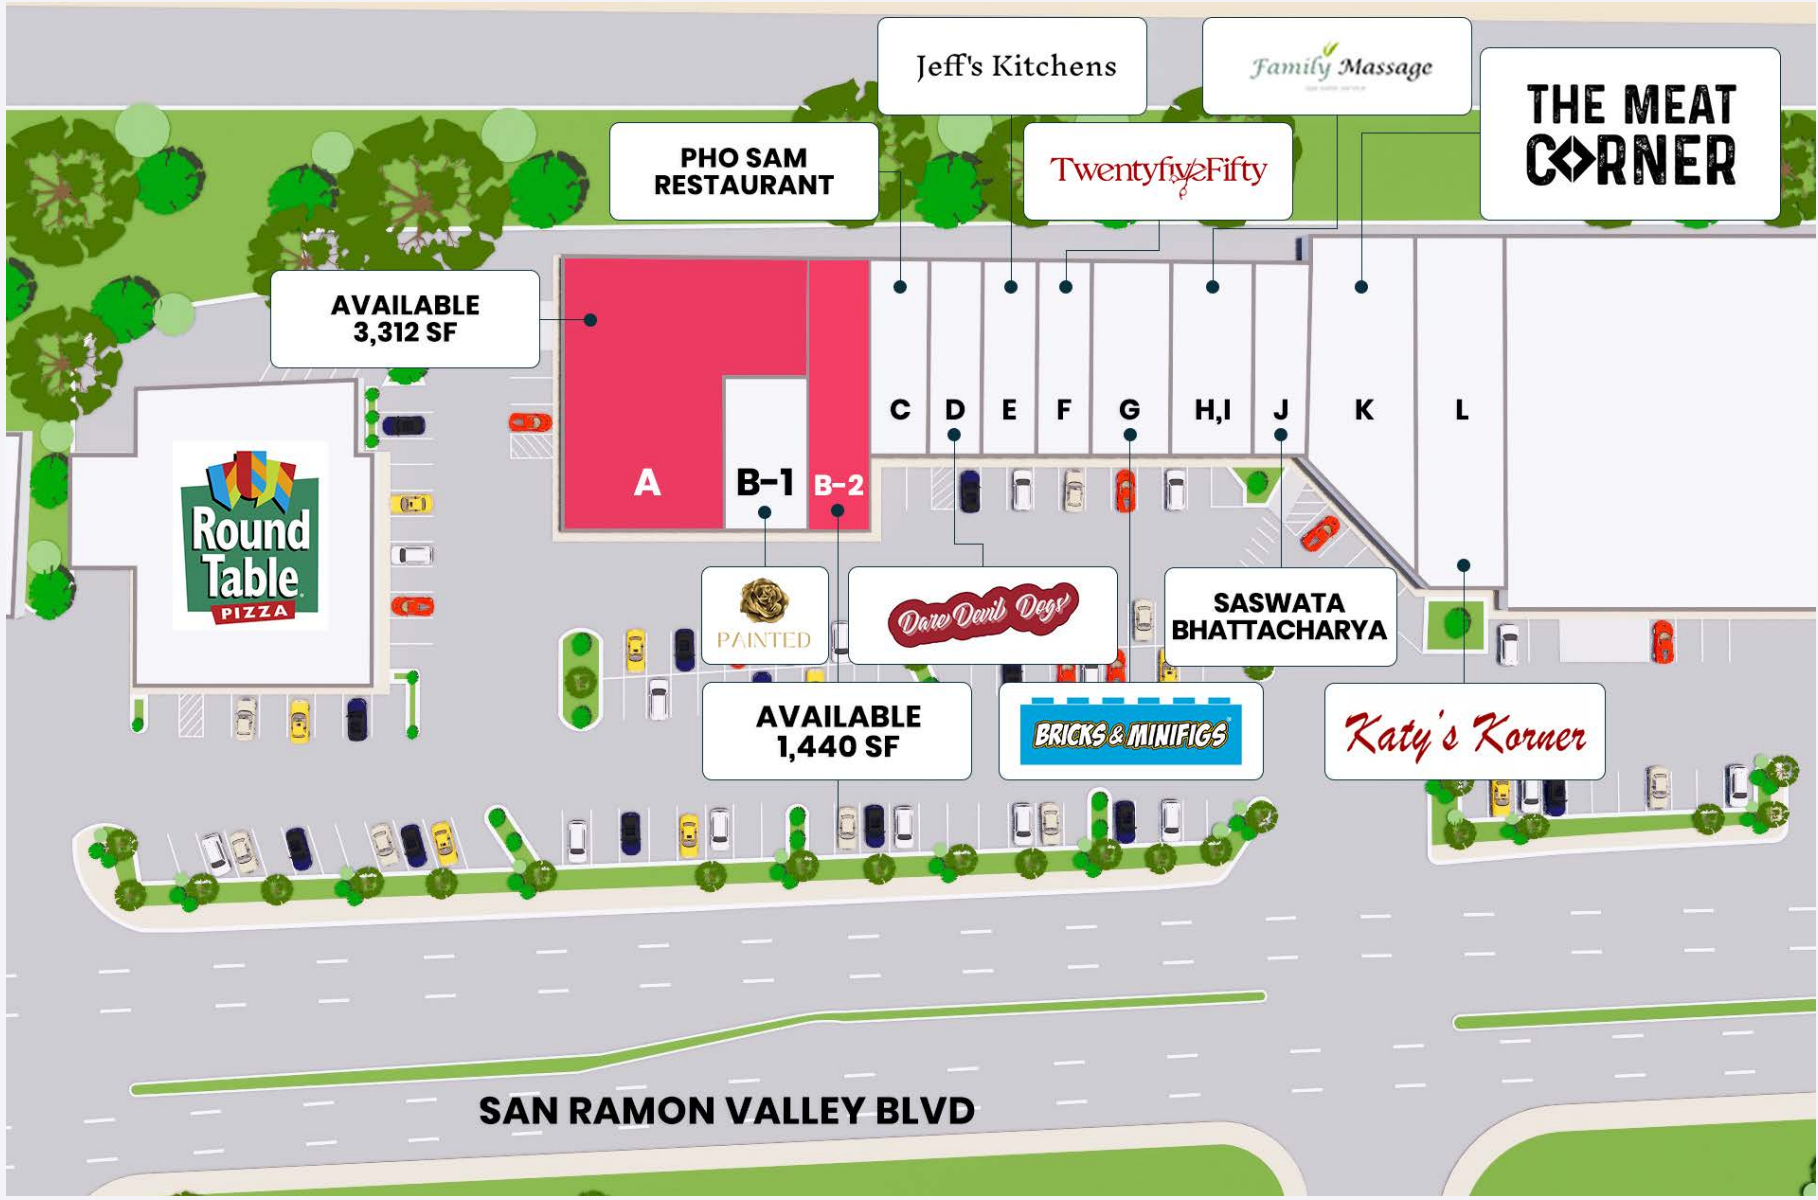 Jeff's Kitchens
Family Massage
THE MEAT
CORNER
PHO SAM
RESTAURANT
TwentyfiveFifty
AVAILABLE
3,312 SF
A
B-1
B-2
C
D
E
F
G
H,I
J
K
L
Round
Table
PIZZA
PAINTED
Dare Devil Dogs
SASWATA
BHATTACHARYA
AVAILABLE
1,440 SF
BRICKS & MINIFIGS
Katy's Korner
SAN RAMON VALLEY BLVD